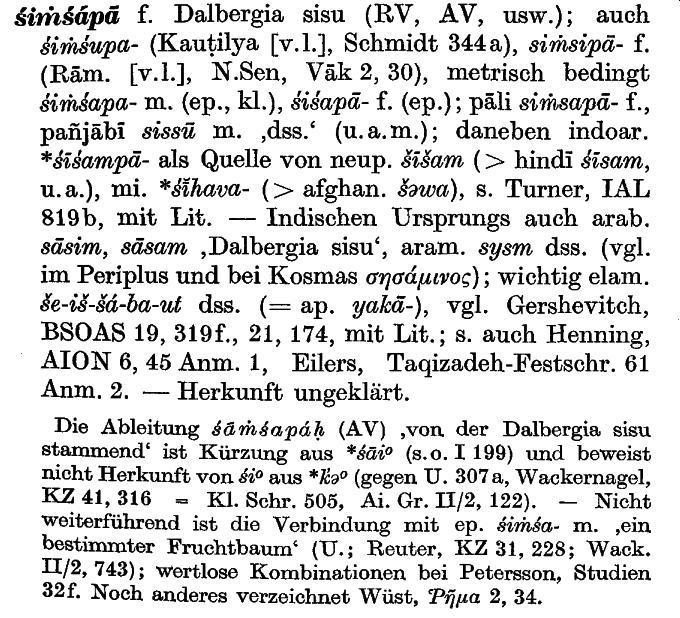 śiṁśápā f. Dalbergia sisu (RV, AV, usw.); auch
śiṁśupa- (Kauṭilya [v.l.], Schmidt 344a), siṁsipā- f.
(Rām. [v.l.], N.Sen, Vāk 2, 30), metrisch bedingt
śiṁśapa- m. (ep., kl.), śiśapā- f. (ep.); pāli siṁsapā- f.,
pañjābī sissū m. ‚dss.‘ (u.a.m.); daneben indoar.
*śīśampā- als Quelle von neup. šīšam (> hindī śīsam,
u.a.), mi. *śī̆hava- (> afghan. šəwa), s. Turner, IAL
819b, mit Lit. — Indischen Ursprungs auch arab.
sāsim, sāsam ‚Dalbergia sisu‘, aram. sysm dss. (vgl.
im Periplus und bei Kosmas σησάμινος); wichtig elam.
še-iš-šá-ba-ut dss. (= ap. yakā-), vgl. Gershevitch,
BSOAS 19, 319f., 21, 174, mit Lit.; s. auch Henning,
AION 6, 45 Anm. 1, Eilers, Taqizadeh-Festschr. 61
Anm. 2. — Herkunft ungeklärt.
Die Ableitung śāṁśapáḥ (AV) ‚von der Dalbergia sisu
stammend‘ ist Kürzung aus *śāi° (s.o. I 199) und beweist
nicht Herkunft von śi° aus *k̑ə° (gegen U. 307a, Wackernagel,
KZ 41, 316 = Kl. Schr. 505, Ai. Gr. II/2, 122). — Nicht
weiterführend ist die Verbindung mit ep. śiṁśa- m. ‚ein
bestimmter Fruchtbaum‘ (U.; Reuter, KZ 31, 228; Wack.
II/2, 743); wertlose Kombinationen bei Petersson, Studien
32f. Noch anderes verzeichnet Wüst, Ῥῆμα 2, 34.